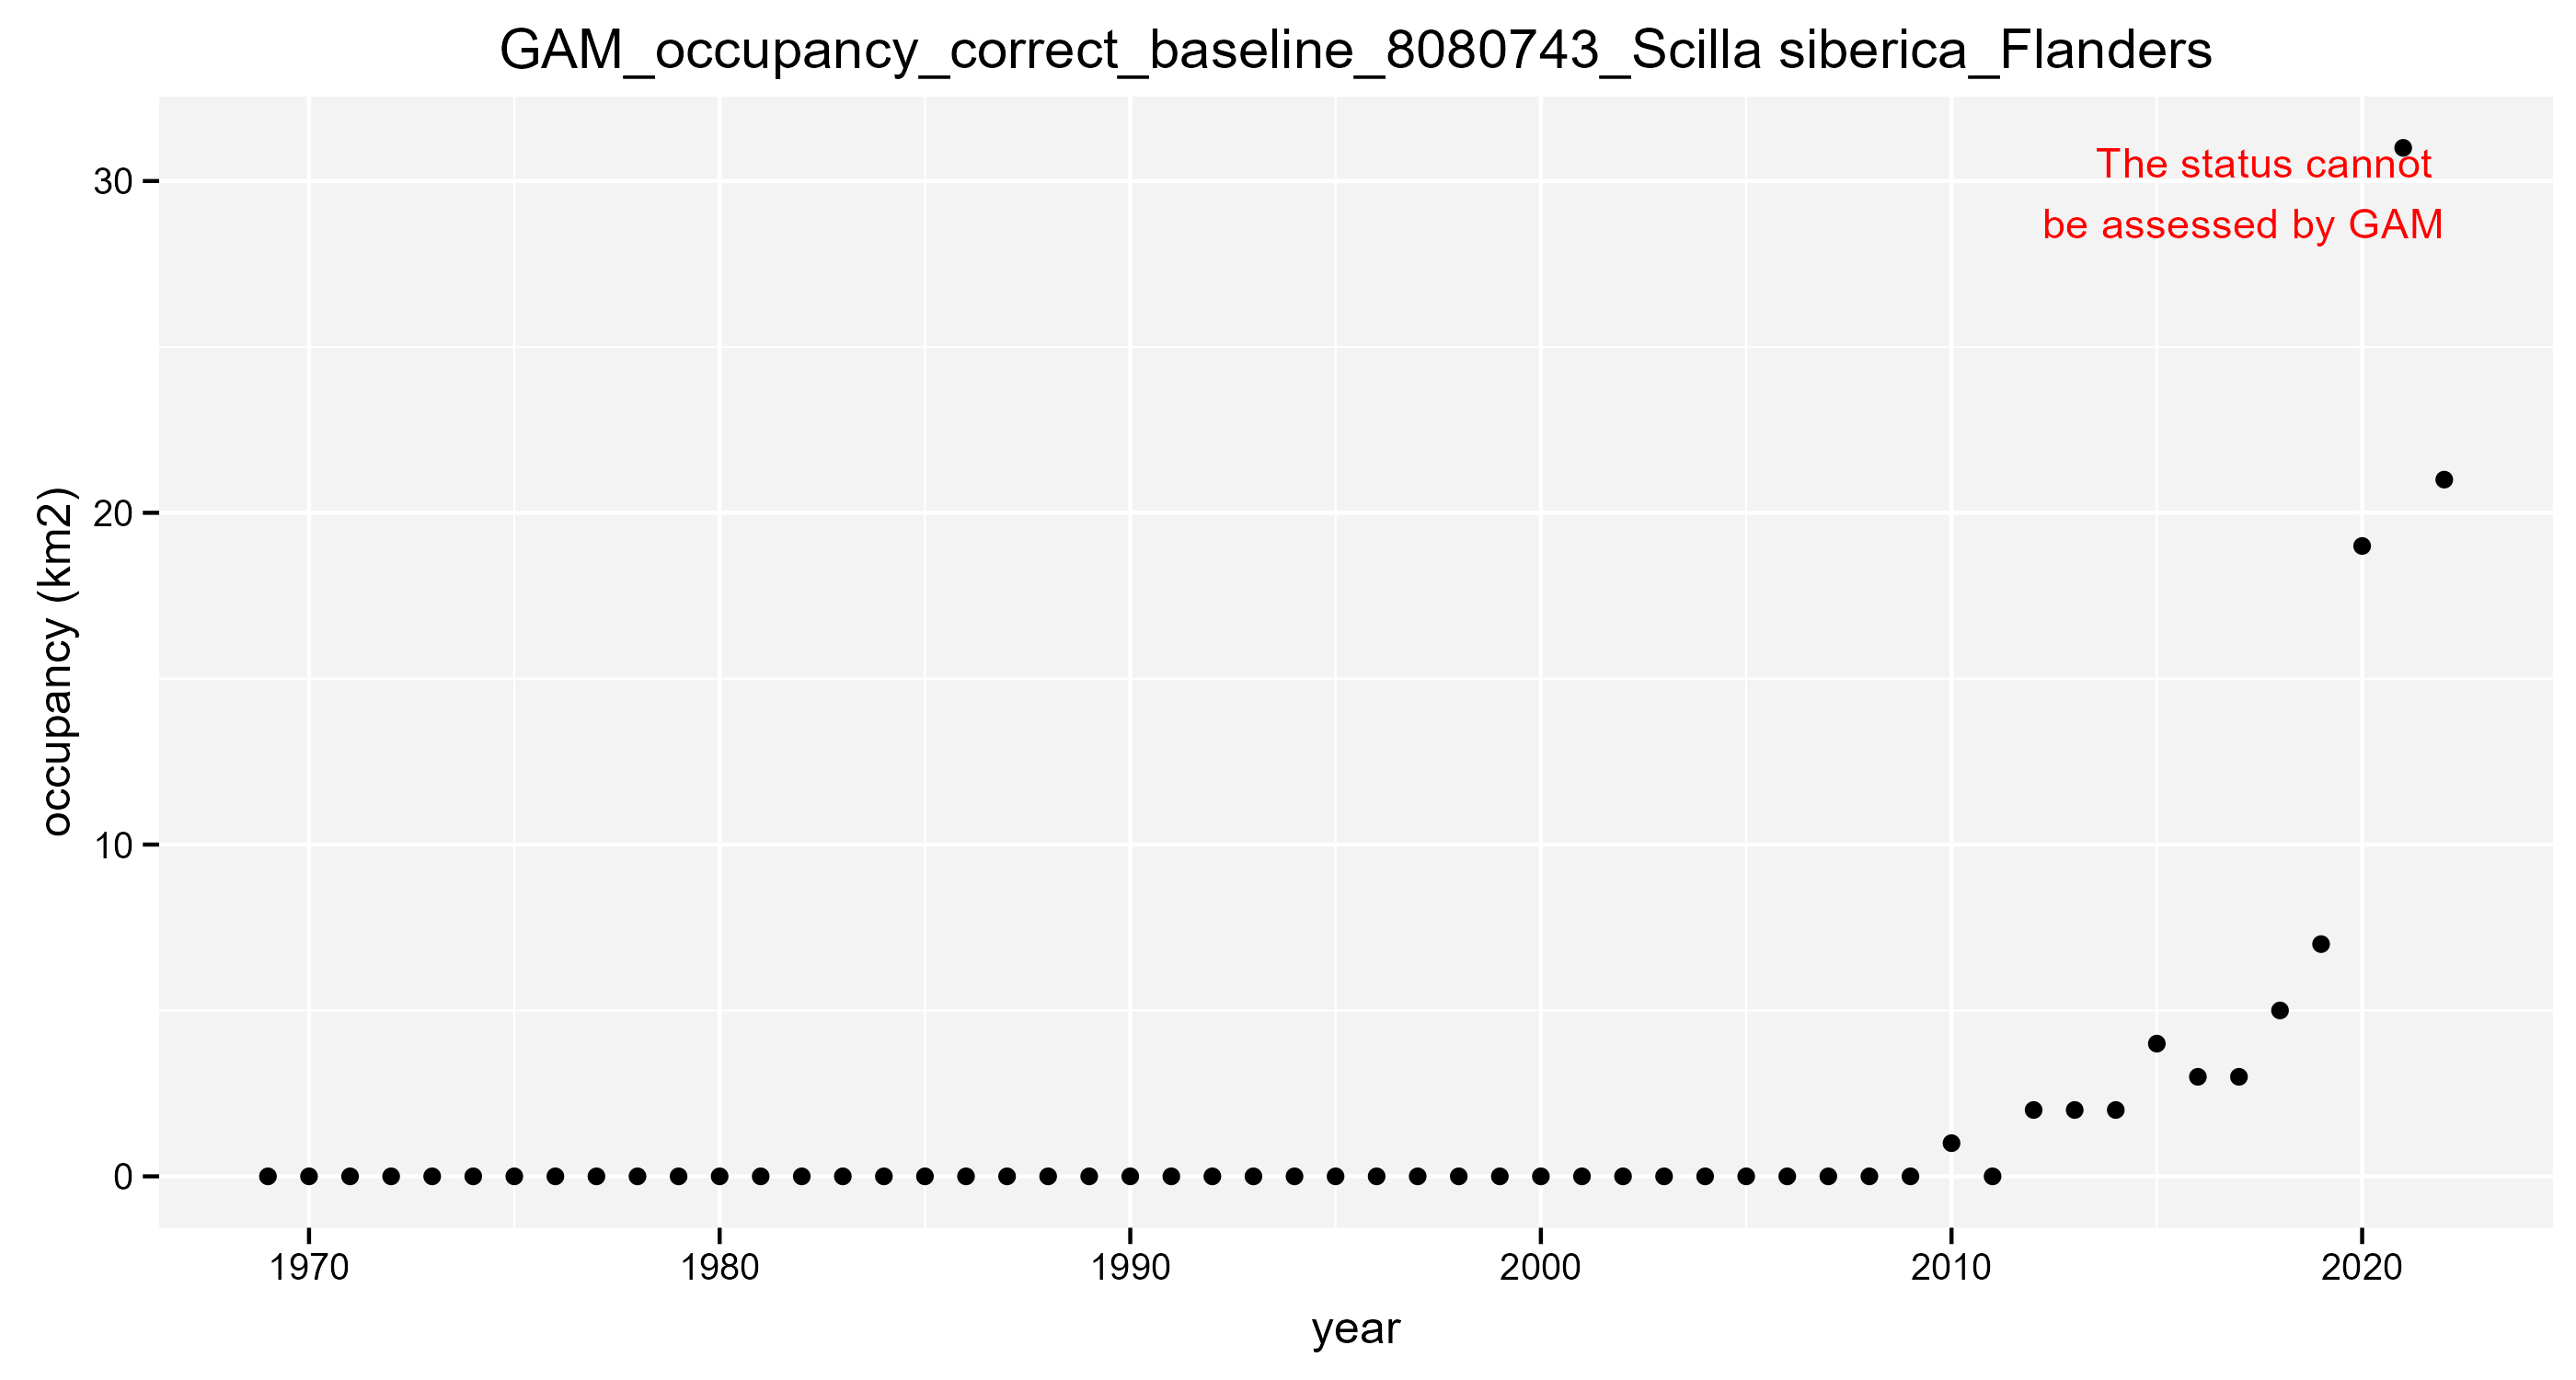 GAM_occupancy_correct_baseline_8080743_Scilla siberica_Flanders
The status cannot
be assessed by GAM
30
20
10
0
occupancy (km2)
1970 1980 1990 2000 2010 2020
year